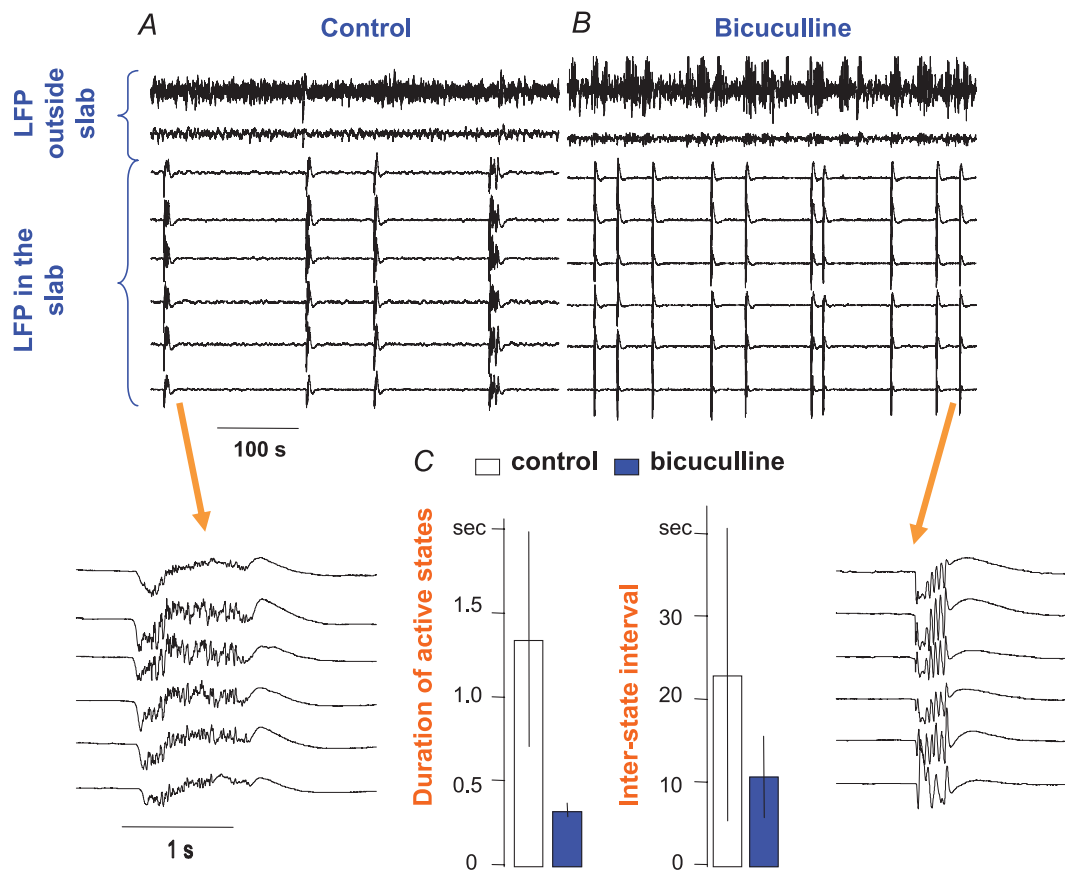 A
Control
B
Bicuculline
LFP
outside
slab
LFP in the
slab
100 s
C
control
bicuculline
Duration of active states
sec
1.5
1.0
0.5
0
Inter-state interval
sec
30
20
10
0
1 s